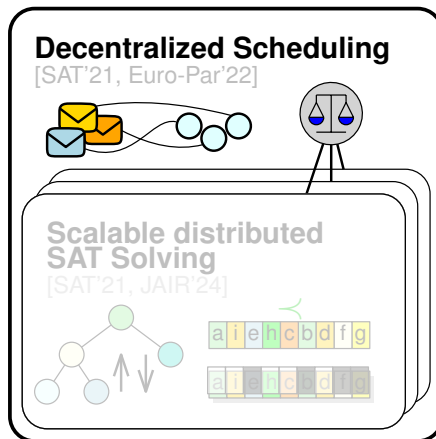 Decentralized Scheduling
[SAT'21, Euro-Par'22]
Scalable distributed
SAT Solving
[SAT'21, JAIR'24]
a i e h c b d f g
a i e h c b d f g